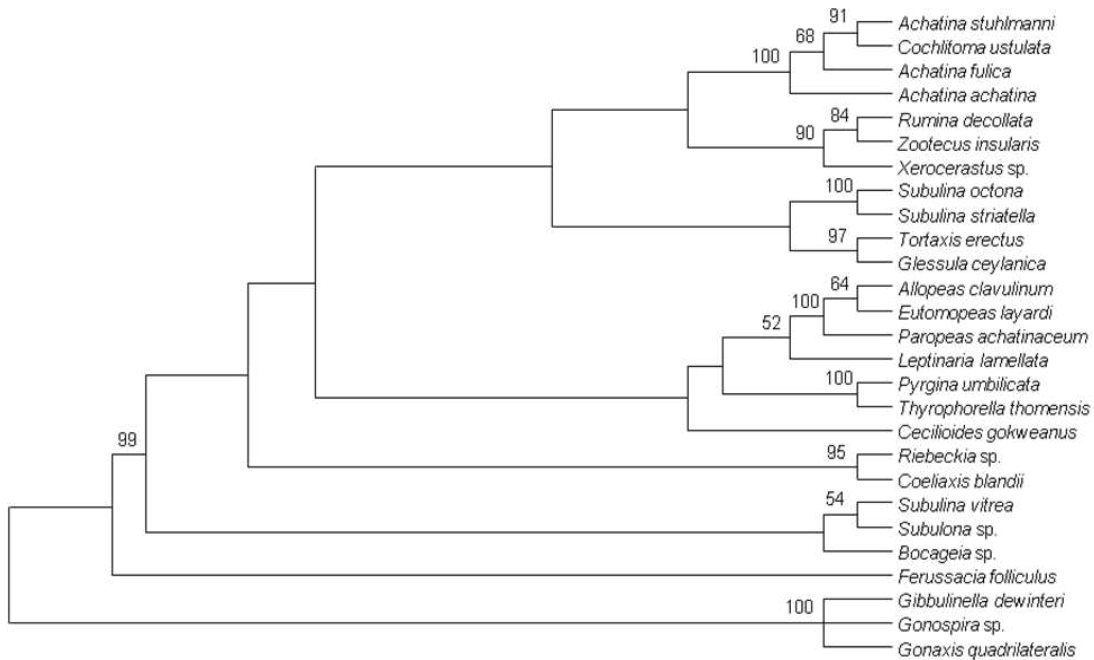 91
Achatina stuhlmanni
68
Cochlitoma ustulata
100
Achatina fulica
Achatina achatina
84
Rumina decollata
90
Zootecus insularis
Xerocerastus sp.
100
Subulina octona
Subulina striatella
97
Tortaxis erectus
Glessula ceylanica
64
Allopeas clavulinum
100
Eutomopeas layardi
52
Paropeas achatinaceum
Leptinaria lamellata
100
Pyrgina umbilicata
Thyrophorella thomensis
Cecilioides gokweanus
99
95
Riebeckia sp.
Coeliaxis blandii
54
Subulina vitrea
Subulona sp.
Bocageia sp.
Ferussacia folliculus
100
Gibbulinella dewinteri
Gonospira sp.
Gonaxis quadrilateralis